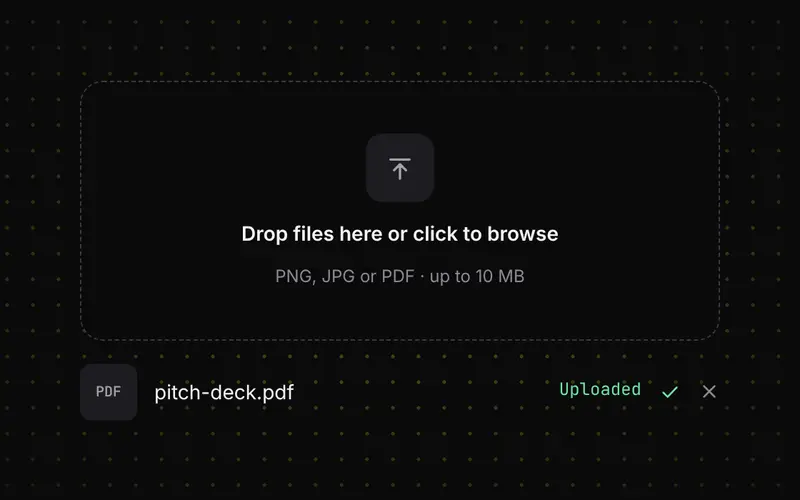 Drop files here or click to browse
PNG, JPG or PDF · up to 10 MB
PDF pitch-deck.pdf Uploaded